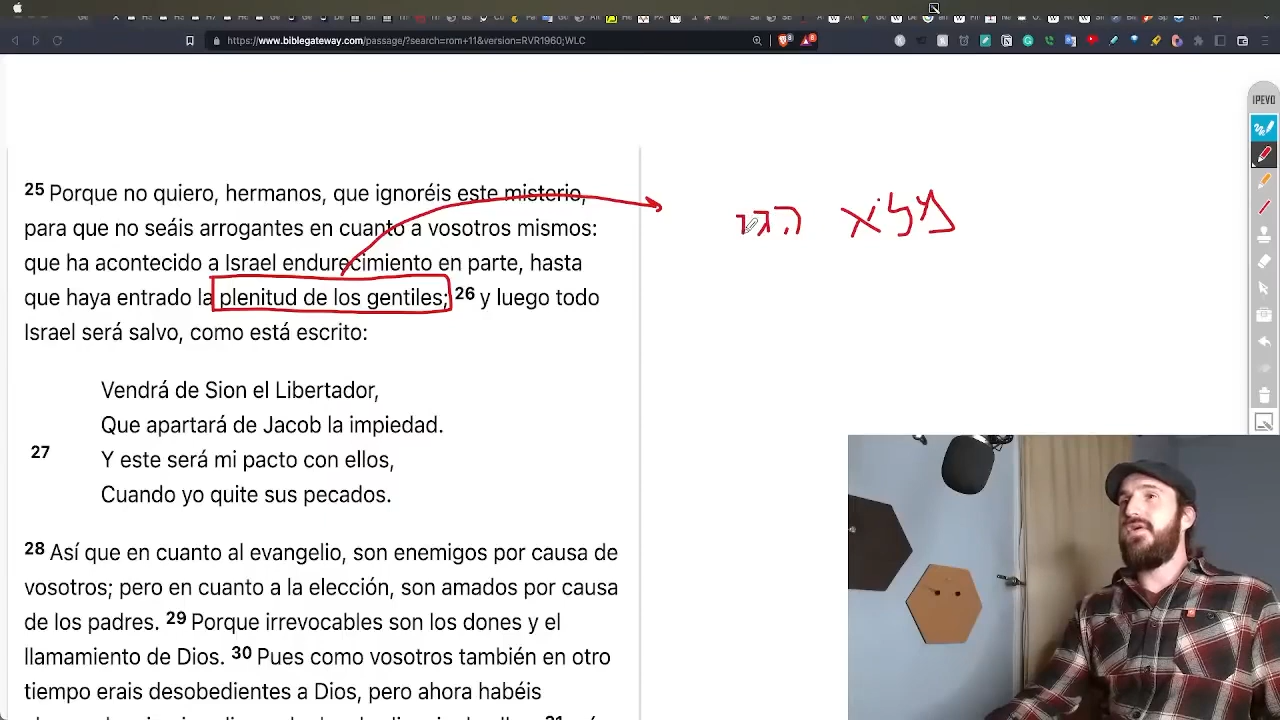 https://www.biblegateway.com/passage/?search=rom+11&version=RVR1960;WLC
IPEVO
25 Porque no quiero, hermanos, que ignoréis este misterio,
para que no seáis arrogantes en cuanto a vosotros mismos:
que ha acontecido a Israel endurecimiento en parte, hasta
que haya entrado la plenitud de los gentiles; 26 y luego todo
Israel será salvo, como está escrito:
Vendrá de Sion el Libertador,
Que apartará de Jacob la impiedad.
27 Y este será mi pacto con ellos,
Cuando yo quite sus pecados.
28 Así que en cuanto al evangelio, son enemigos por causa de
vosotros; pero en cuanto a la elección, son amados por causa
de los padres. 29 Porque irrevocables son los dones y el
llamamiento de Dios. 30 Pues como vosotros también en otro
tiempo erais desobedientes a Dios, pero ahora habéis